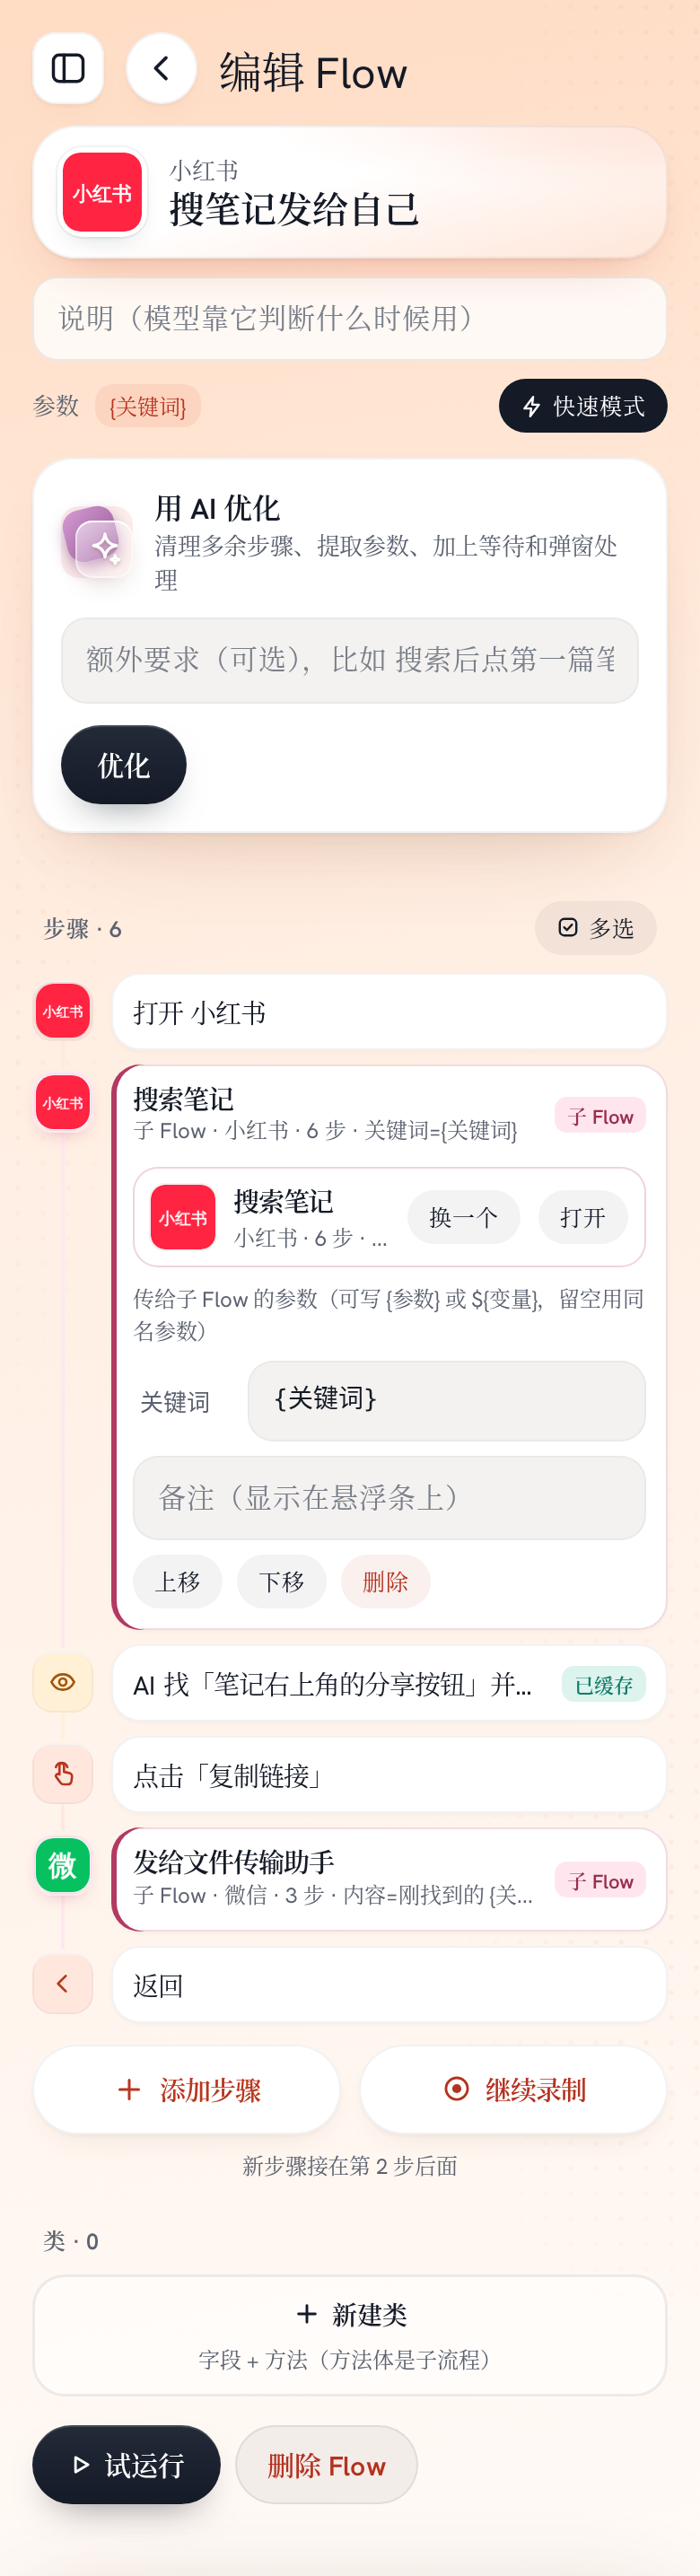 编辑 Flow
小红书
小红书
搜笔记发给自己
说明（模型靠它判断什么时候用）
参数 {关键词} 快速模式
用 AI 优化
清理多余步骤、提取参数、加上等待和弹窗处
理
额外要求（可选），比如 搜索后点第一篇笔
优化
步骤 · 6 多选
小红书 打开 小红书
小红书 搜索笔记
子 Flow · 小红书 · 6 步 · 关键词={关键词} 子 Flow
小红书 搜索笔记
小红书 · 6 步 · ... 换一个 打开
传给子 Flow 的参数（可写 {参数} 或 ${变量}，留空用同
名参数）
关键词 {关键词}
备注（显示在悬浮条上）
上移 下移 删除
AI 找「笔记右上角的分享按钮」并... 已缓存
点击「复制链接」
微 发给文件传输助手
子 Flow · 微信 · 3 步 · 内容=刚找到的 {关... 子 Flow
返回
添加步骤 继续录制
新步骤接在第 2 步后面
类 · 0
新建类
字段 + 方法（方法体是子流程）
试运行 删除 Flow